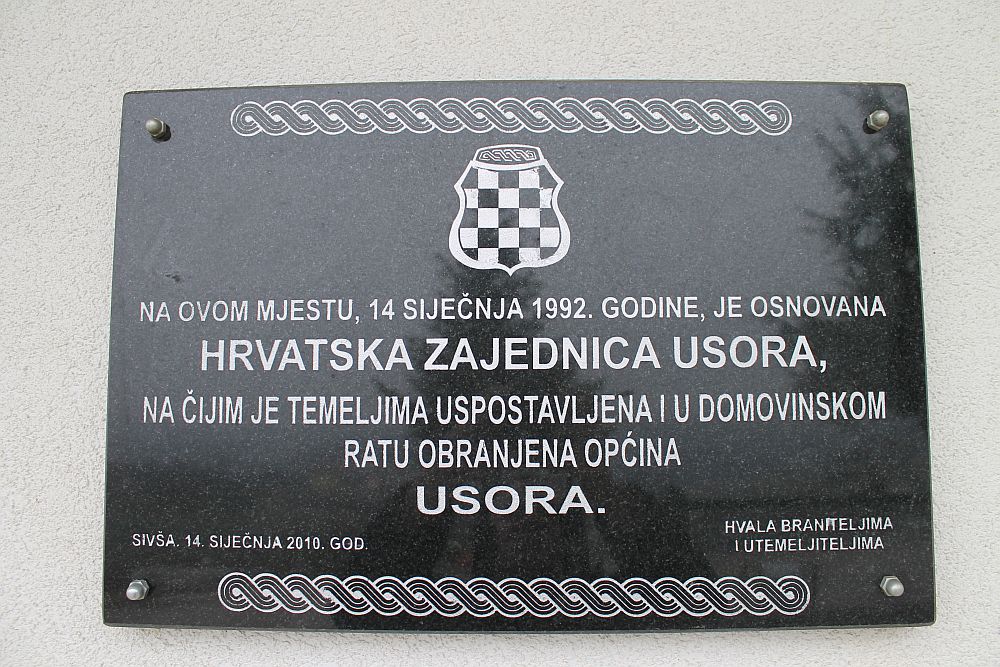 NA OVOM MJESTU, 14 SIJEČNJA 1992. GODINE, JE OSNOVANA
HRVATSKA ZAJEDNICA USORA,
NA ČIJIM JE TEMELJIMA USPOSTAVLJENA I U DOMOVINSKOM
RATU OBRANJENA OPĆINA
USORA.
SIVŠA. 14. SIJEČNJA 2010. GOD.
HVALA BRANITELJIMA
I UTEMELJITELJIMA